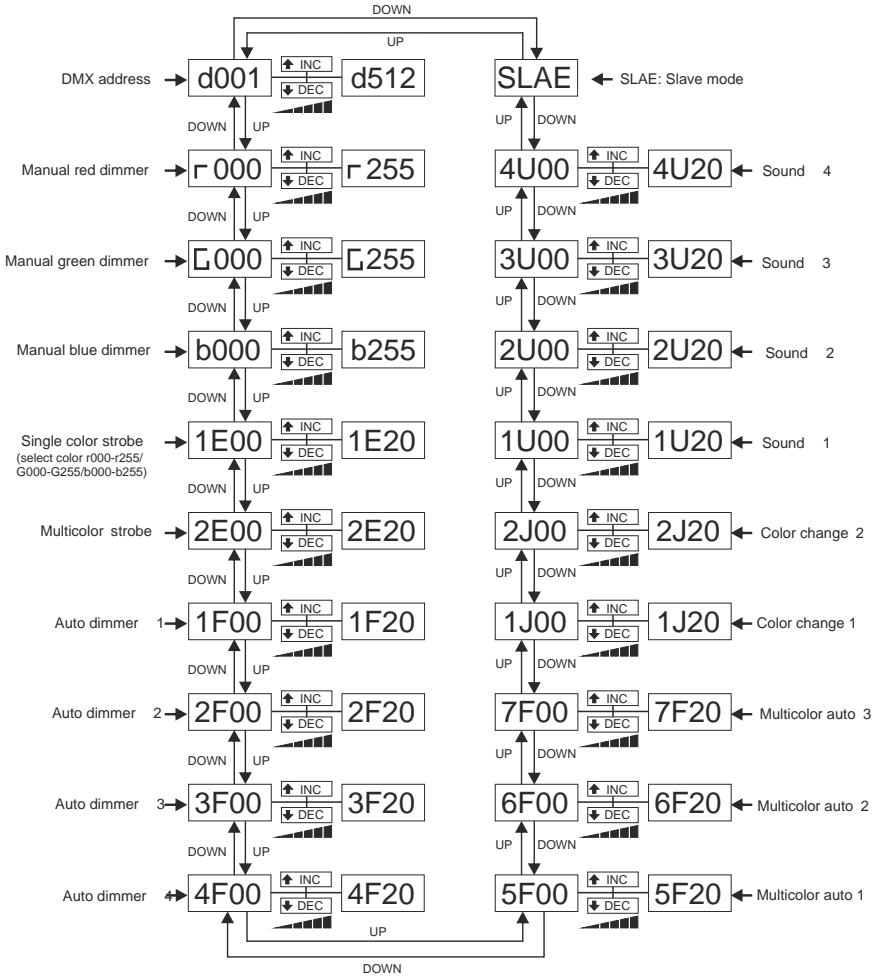 DOWN
UP
DMX address
d001
INC
DEC
d512
SLAE
SLAE: Slave mode
DOWN UP
UP DOWN
Manual red dimmer
r000
INC
DEC
r255
4U00
INC
DEC
4U20
Sound 4
DOWN UP
UP DOWN
Manual green dimmer
G000
INC
DEC
G255
3U00
INC
DEC
3U20
Sound 3
DOWN UP
UP DOWN
Manual blue dimmer
b000
INC
DEC
b255
2U00
INC
DEC
2U20
Sound 2
DOWN UP
UP DOWN
Single color strobe
(select color r000-r255/
G000-G255/b000-b255)
1E00
INC
DEC
1E20
1U00
INC
DEC
1U20
Sound 1
DOWN UP
UP DOWN
Multicolor strobe
2E00
INC
DEC
2E20
2J00
INC
DEC
2J20
Color change 2
DOWN UP
UP DOWN
Auto dimmer 1
1F00
INC
DEC
1F20
1J00
INC
DEC
1J20
Color change 1
DOWN UP
UP DOWN
Auto dimmer 2
2F00
INC
DEC
2F20
7F00
INC
DEC
7F20
Multicolor auto 3
DOWN UP
UP DOWN
Auto dimmer 3
3F00
INC
DEC
3F20
6F00
INC
DEC
6F20
Multicolor auto 2
DOWN UP
UP DOWN
Auto dimmer 4
4F00
INC
DEC
4F20
5F00
INC
DEC
5F20
Multicolor auto 1
UP
DOWN